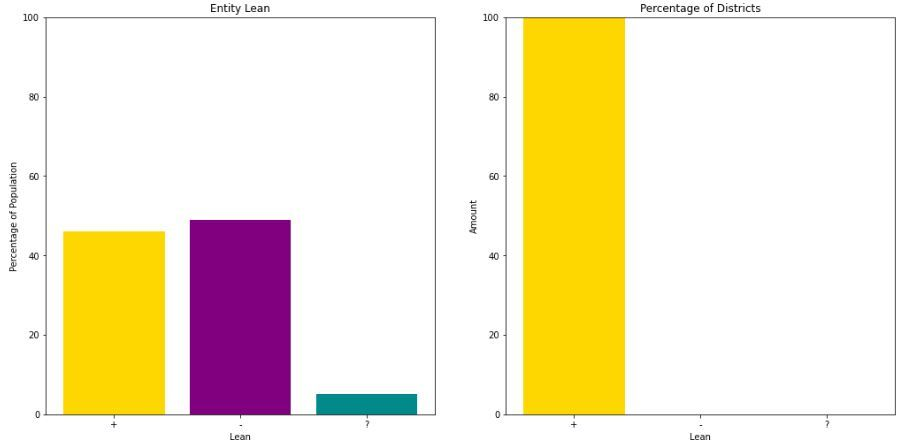 Entity Lean
100
80
60
40
20
0
Percentage of Population
+ - ?
Lean
Percentage of Districts
100
80
60
40
20
0
Amount
+ - ?
Lean